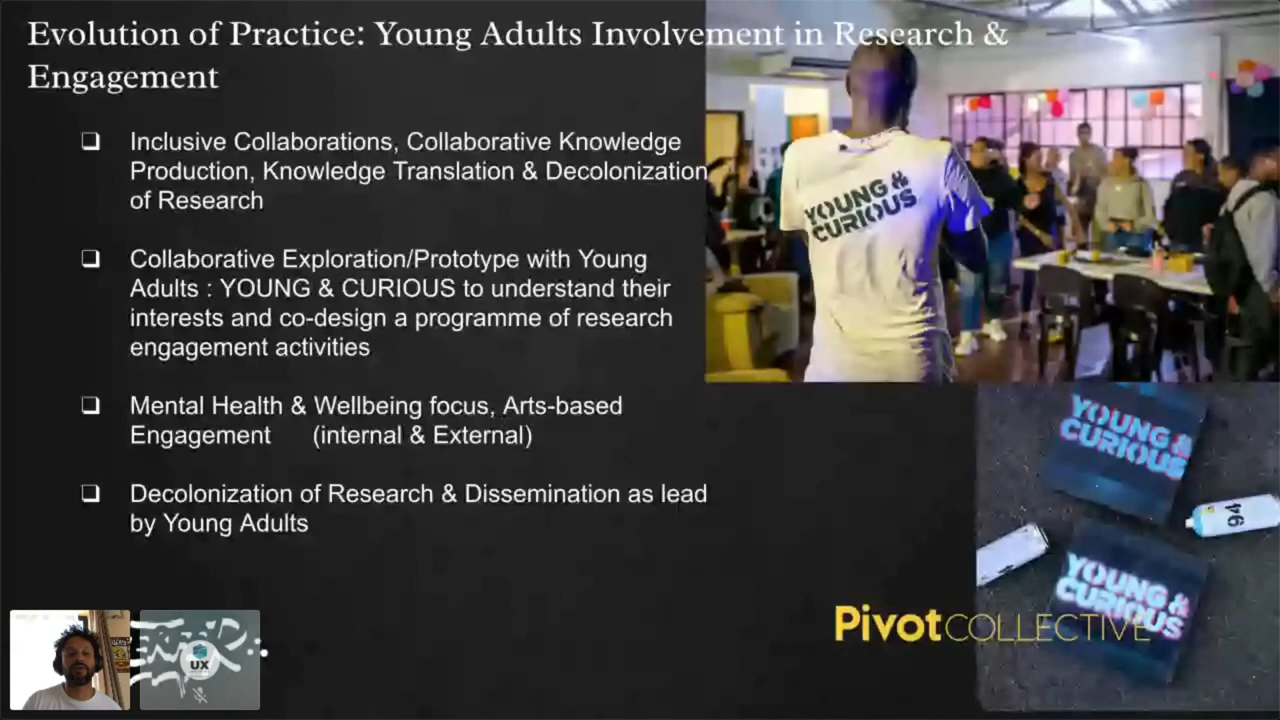 Evolution of Practice: Young Adults Involvement in Research &
Engagement
❑ Inclusive Collaborations, Collaborative Knowledge
Production, Knowledge Translation & Decolonization
of Research
❑ Collaborative Exploration/Prototype with Young
Adults : YOUNG & CURIOUS to understand their
interests and co-design a programme of research
engagement activities
❑ Mental Health & Wellbeing focus, Arts-based
Engagement (internal & External)
❑ Decolonization of Research & Dissemination as lead
by Young Adults
YOUNG &
CURIOUS
YOUNG &
CURIOUS
94
YOUNG &
CURIOUS
PivotCOLLECTIVE
UX